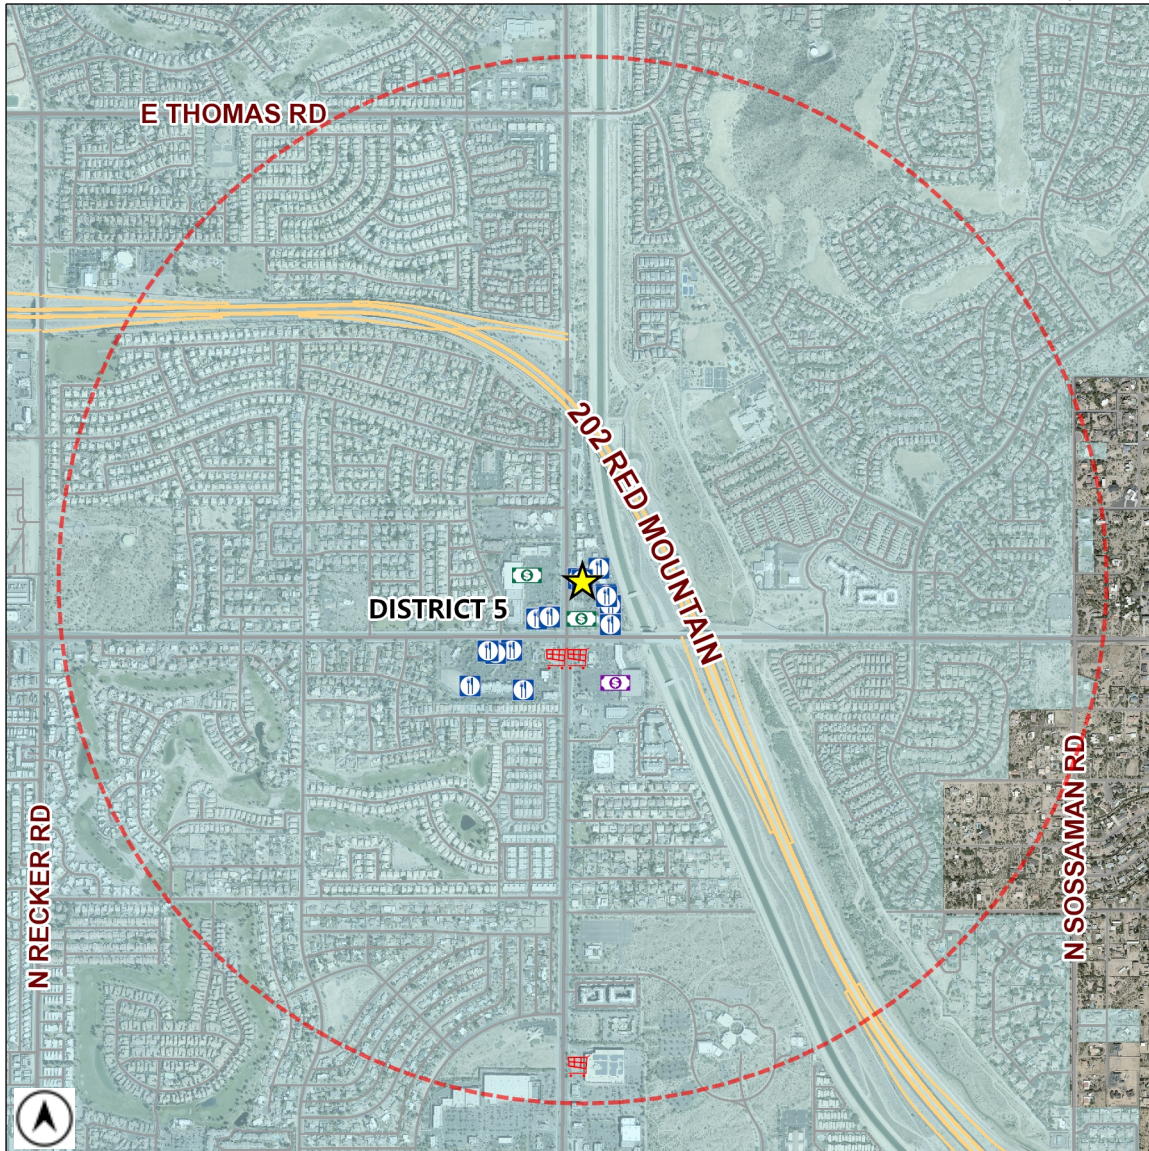 E THOMAS RD
202 RED MOUNTAIN
DISTRICT 5
N RECKER RD
N SOSSAMAN RD